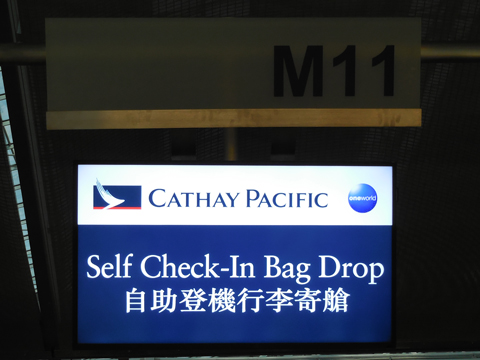 M11
CATHAY PACIFIC oneworld
Self Check-In Bag Drop
自助登機行李寄艙